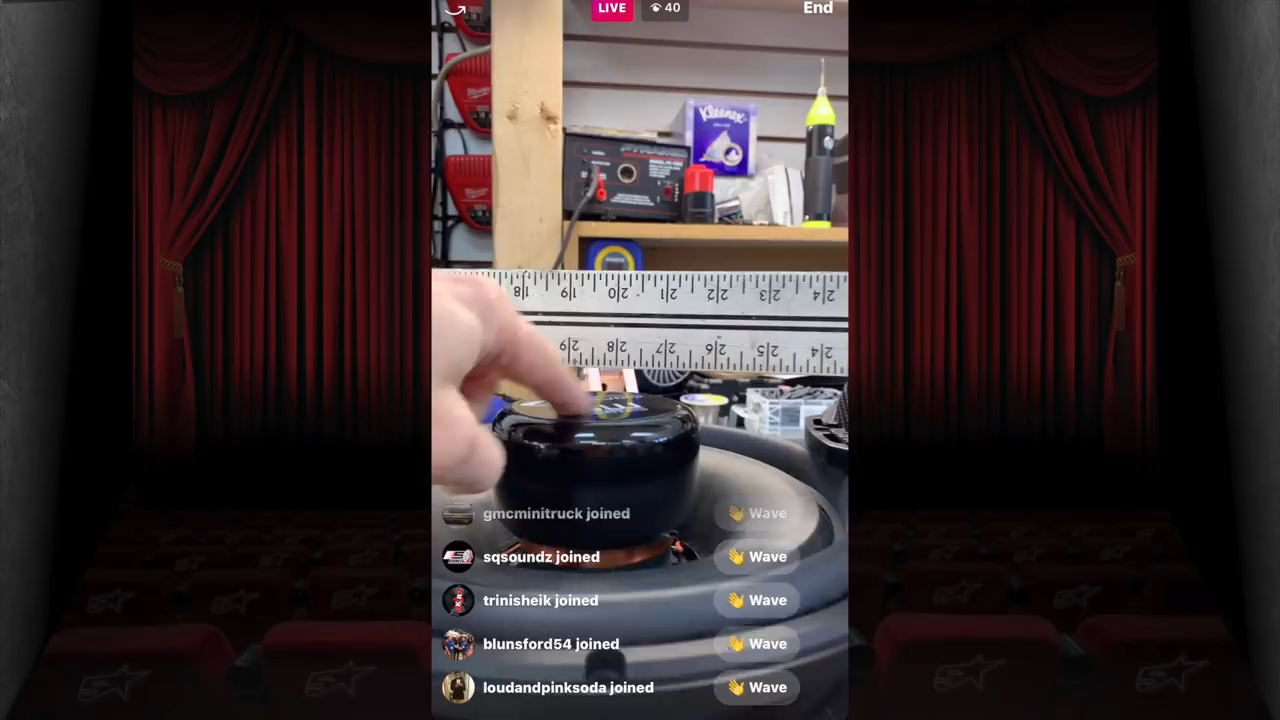 LIVE
40
End
Kleenex
PYRAMID
18 19 20 21 22 23 24
29 28 27 26 25 24
gmcminitruck joined
👋 Wave
sqsoundz joined
👋 Wave
trinisheik joined
👋 Wave
blunsford54 joined
👋 Wave
loudandpinksoda joined
👋 Wave